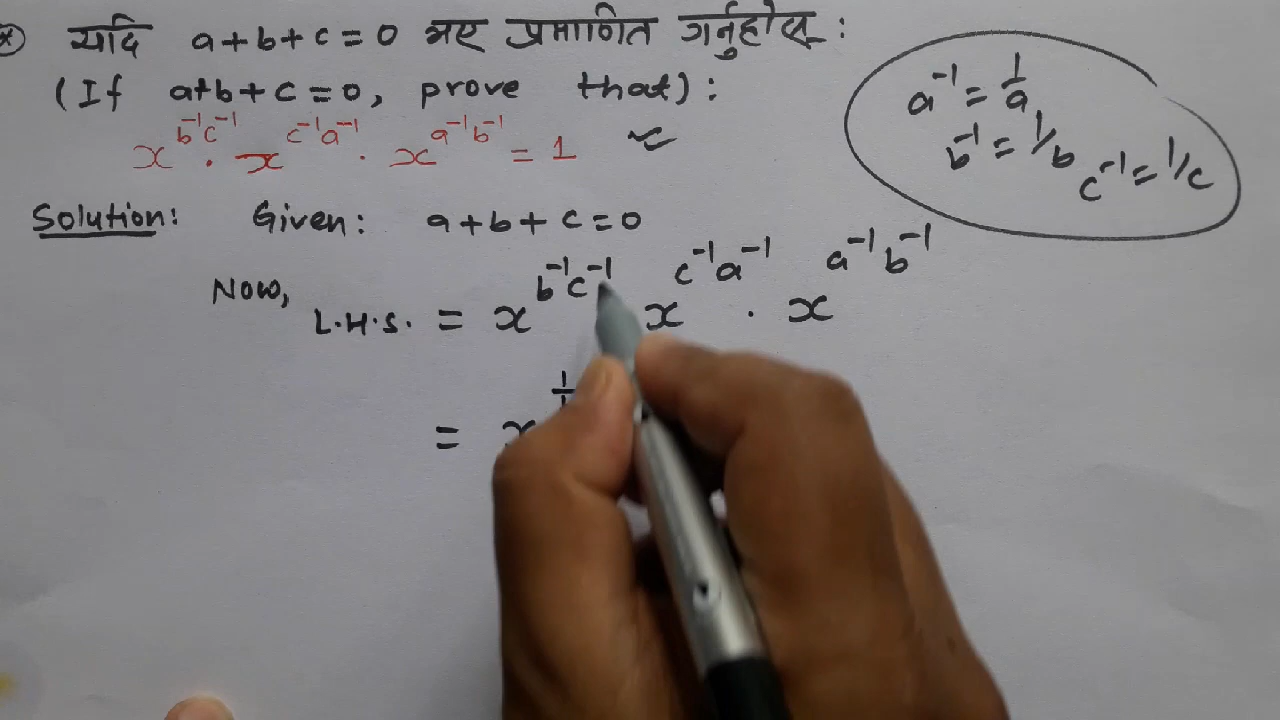 यदि a+b+c=0 भए प्रमाणित गर्नुहोस् :
(If a+b+c=0, prove that) :
x^{b⁻¹c⁻¹} · x^{c⁻¹a⁻¹} · x^{a⁻¹b⁻¹} = 1
a⁻¹ = 1/a
b⁻¹ = 1/b
c⁻¹ = 1/c
Solution: Given: a+b+c=0
Now,
L.H.S. = x^{b⁻¹c⁻¹} x^{c⁻¹a⁻¹} · x^{a⁻¹b⁻¹}
= x